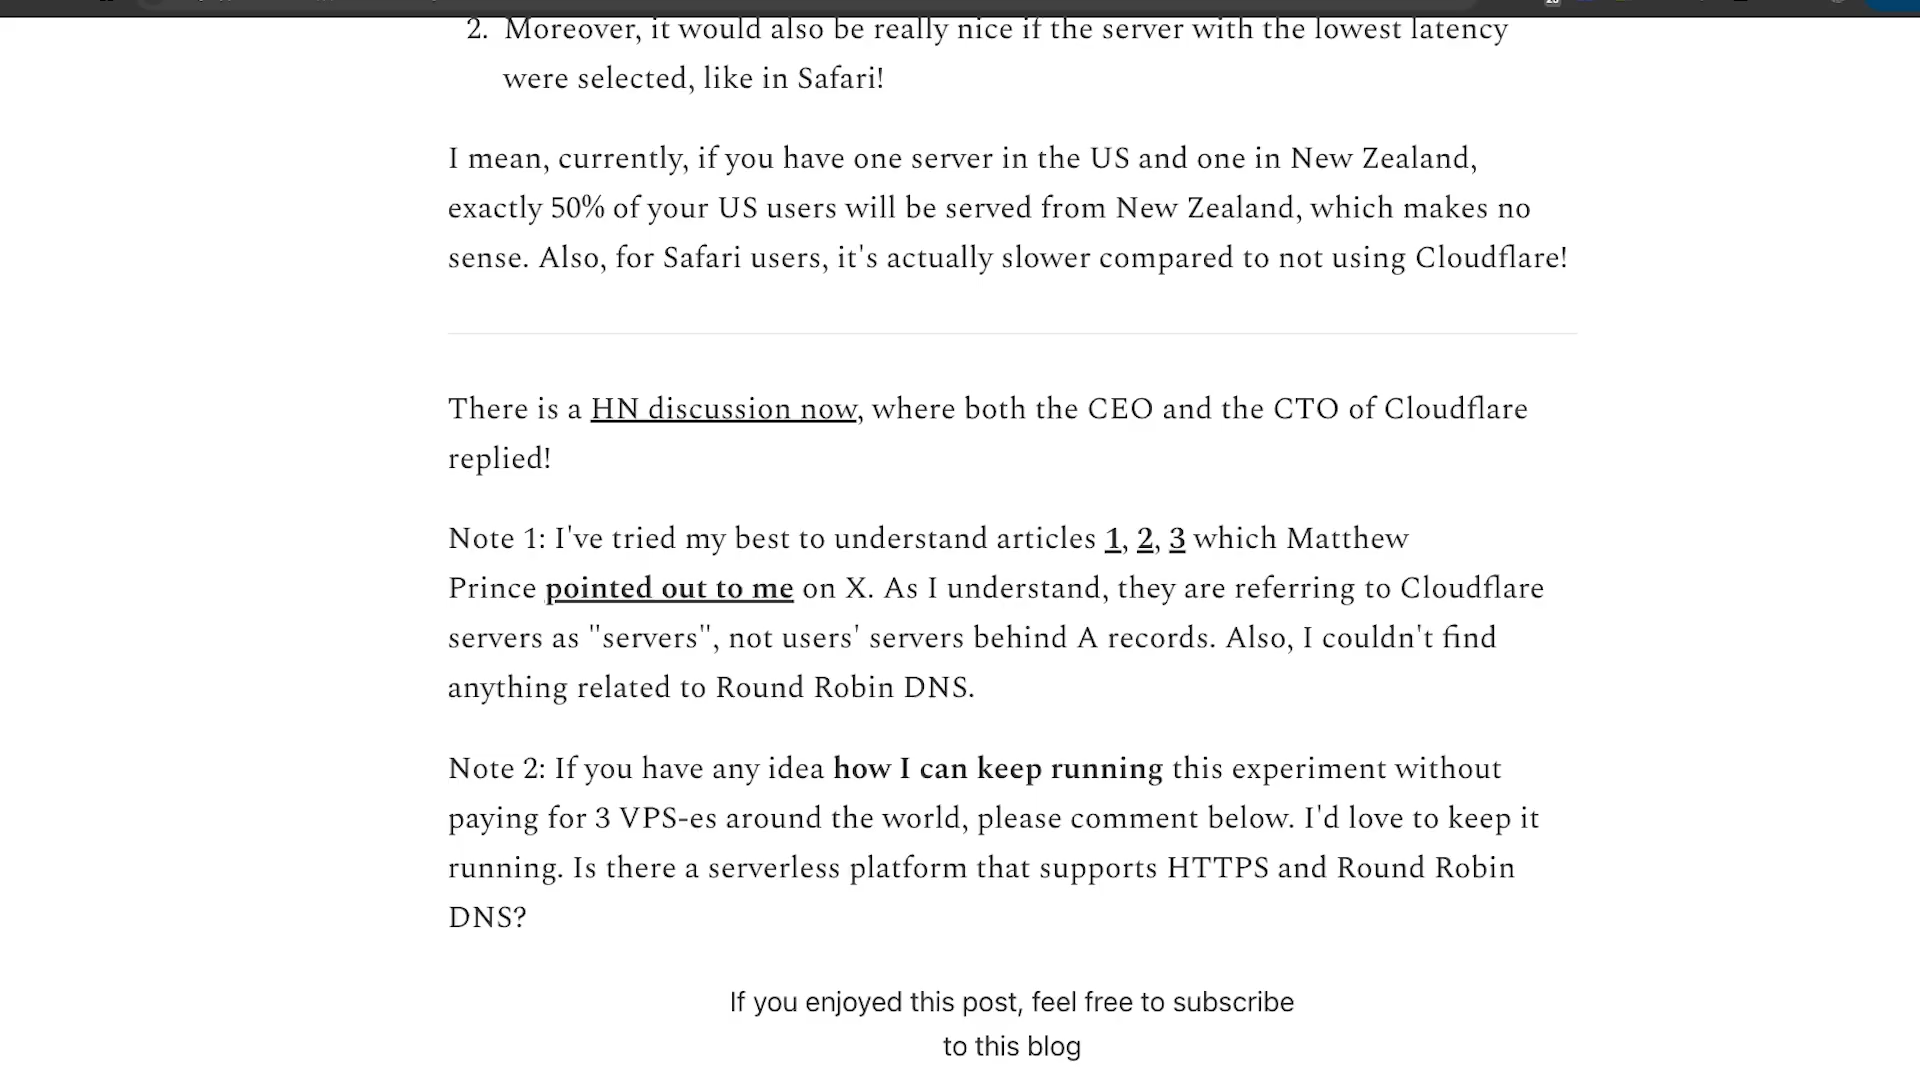 2. Moreover, it would also be really nice if the server with the lowest latency
were selected, like in Safari!
I mean, currently, if you have one server in the US and one in New Zealand,
exactly 50% of your US users will be served from New Zealand, which makes no
sense. Also, for Safari users, it's actually slower compared to not using Cloudflare!
There is a HN discussion now, where both the CEO and the CTO of Cloudflare
replied!
Note 1: I've tried my best to understand articles 1, 2, 3 which Matthew
Prince pointed out to me on X. As I understand, they are referring to Cloudflare
servers as "servers", not users' servers behind A records. Also, I couldn't find
anything related to Round Robin DNS.
Note 2: If you have any idea how I can keep running this experiment without
paying for 3 VPS-es around the world, please comment below. I'd love to keep it
running. Is there a serverless platform that supports HTTPS and Round Robin
DNS?
If you enjoyed this post, feel free to subscribe
to this blog